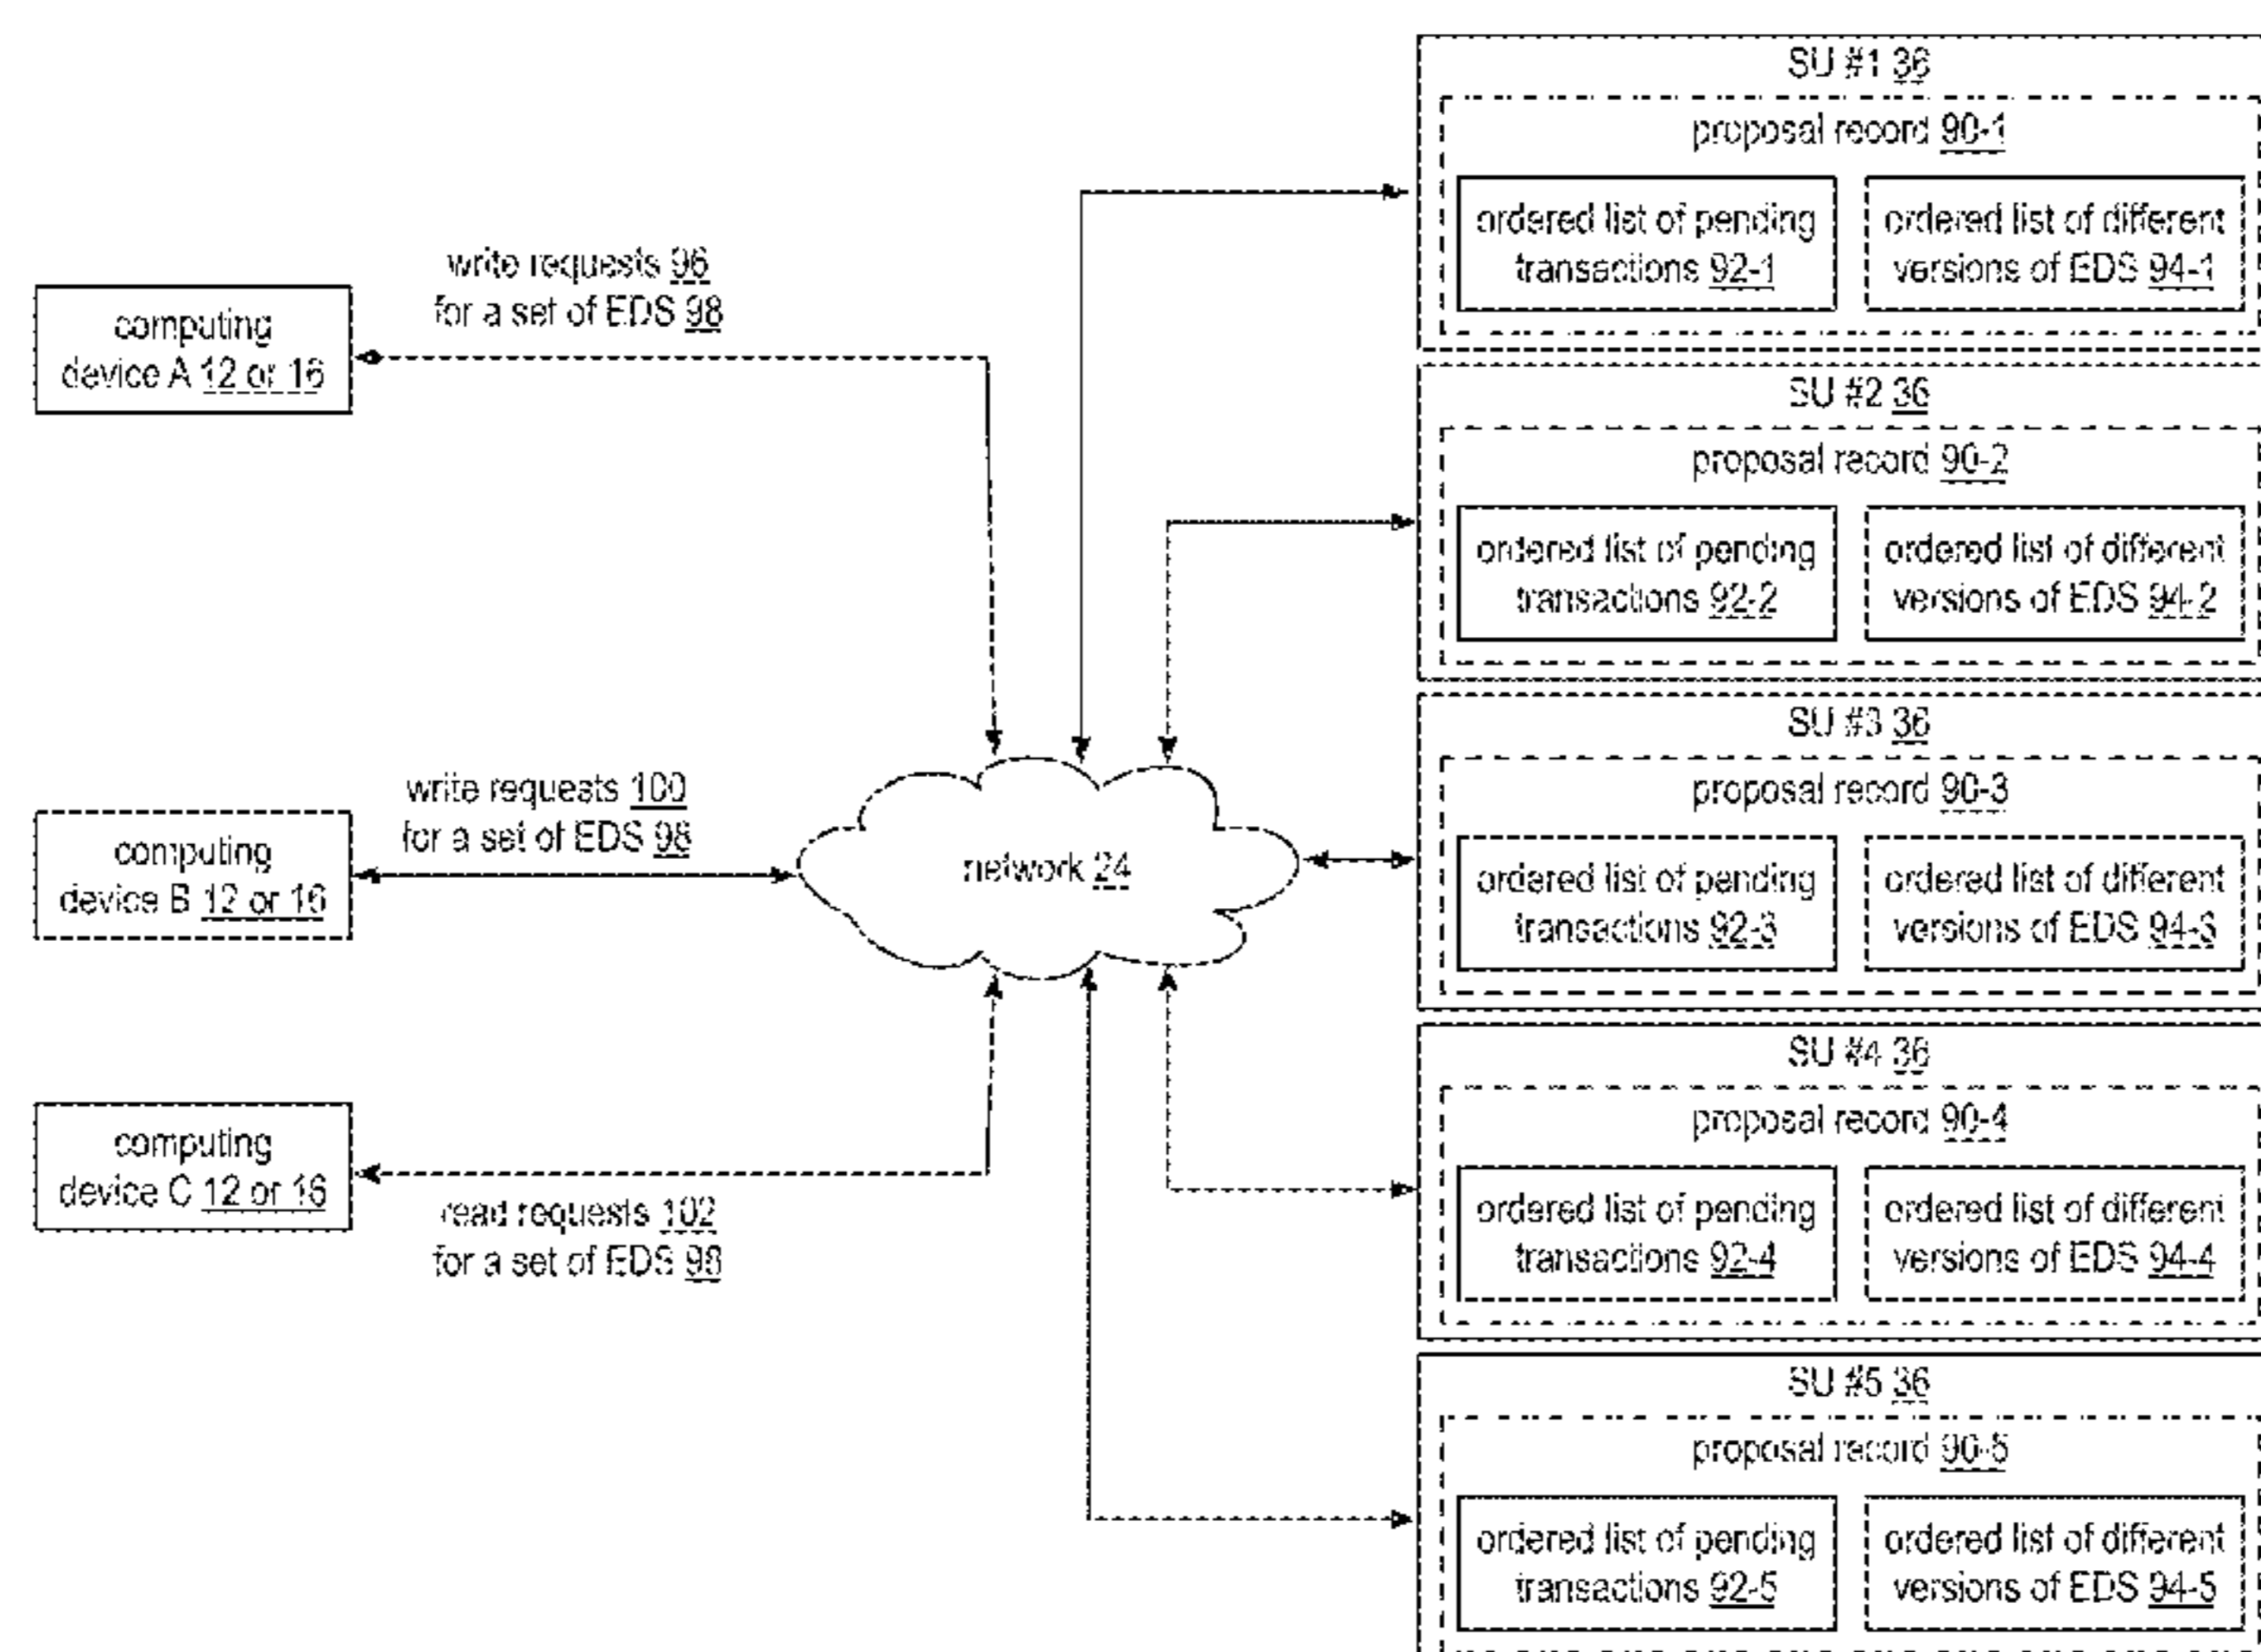 computing
device A 12 or 16
write requests 96
for a set of EDS 98
computing
device B 12 or 16
write requests 100
for a set of EDS 98
computing
device C 12 or 16
read requests 102
for a set of EDS 98
network 24
SU #1 36
proposal record 90-1
ordered list of pending
transactions 92-1
ordered list of different
versions of EDS 94-1
SU #2 36
proposal record 90-2
ordered list of pending
transactions 92-2
ordered list of different
versions of EDS 94-2
SU #3 36
proposal record 90-3
ordered list of pending
transactions 92-3
ordered list of different
versions of EDS 94-3
SU #4 36
proposal record 90-4
ordered list of pending
transactions 92-4
ordered list of different
versions of EDS 94-4
SU #5 36
proposal record 90-5
ordered list of pending
transactions 92-5
ordered list of different
versions of EDS 94-5